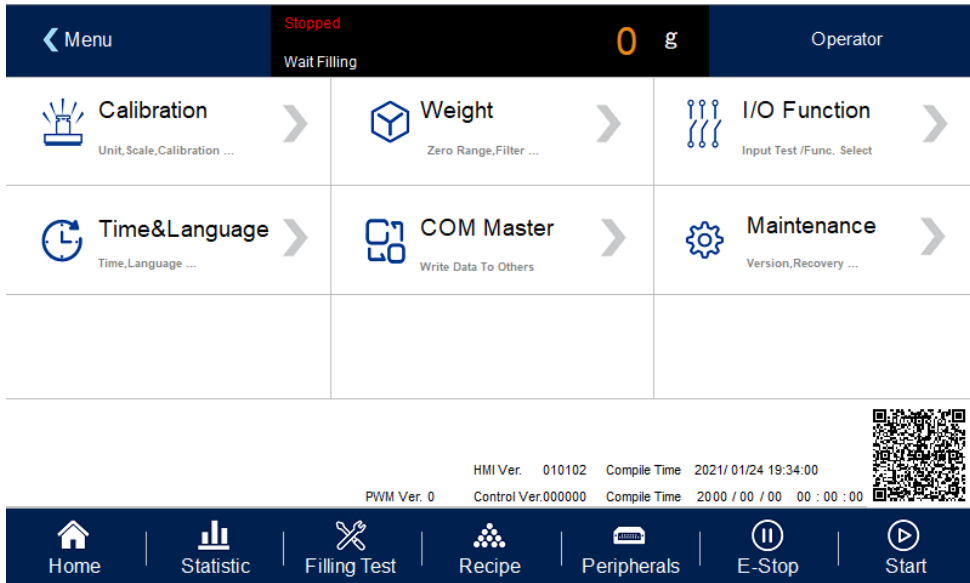 Menu
Stopped
Wait Filling
0 g
Operator
Calibration
Unit,Scale,Calibration ...
Weight
Zero Range,Filter ...
I/O Function
Input Test /Func. Select
Time&Language
Time,Language ...
COM Master
Write Data To Others
Maintenance
Version,Recovery ...
HMI Ver. 010102 Compile Time 2021/ 01/24 19:34:00
PWM Ver. 0 Control Ver.000000 Compile Time 2000 / 00 / 00 00 : 00 : 00
Home
Statistic
Filling Test
Recipe
Peripherals
E-Stop
Start